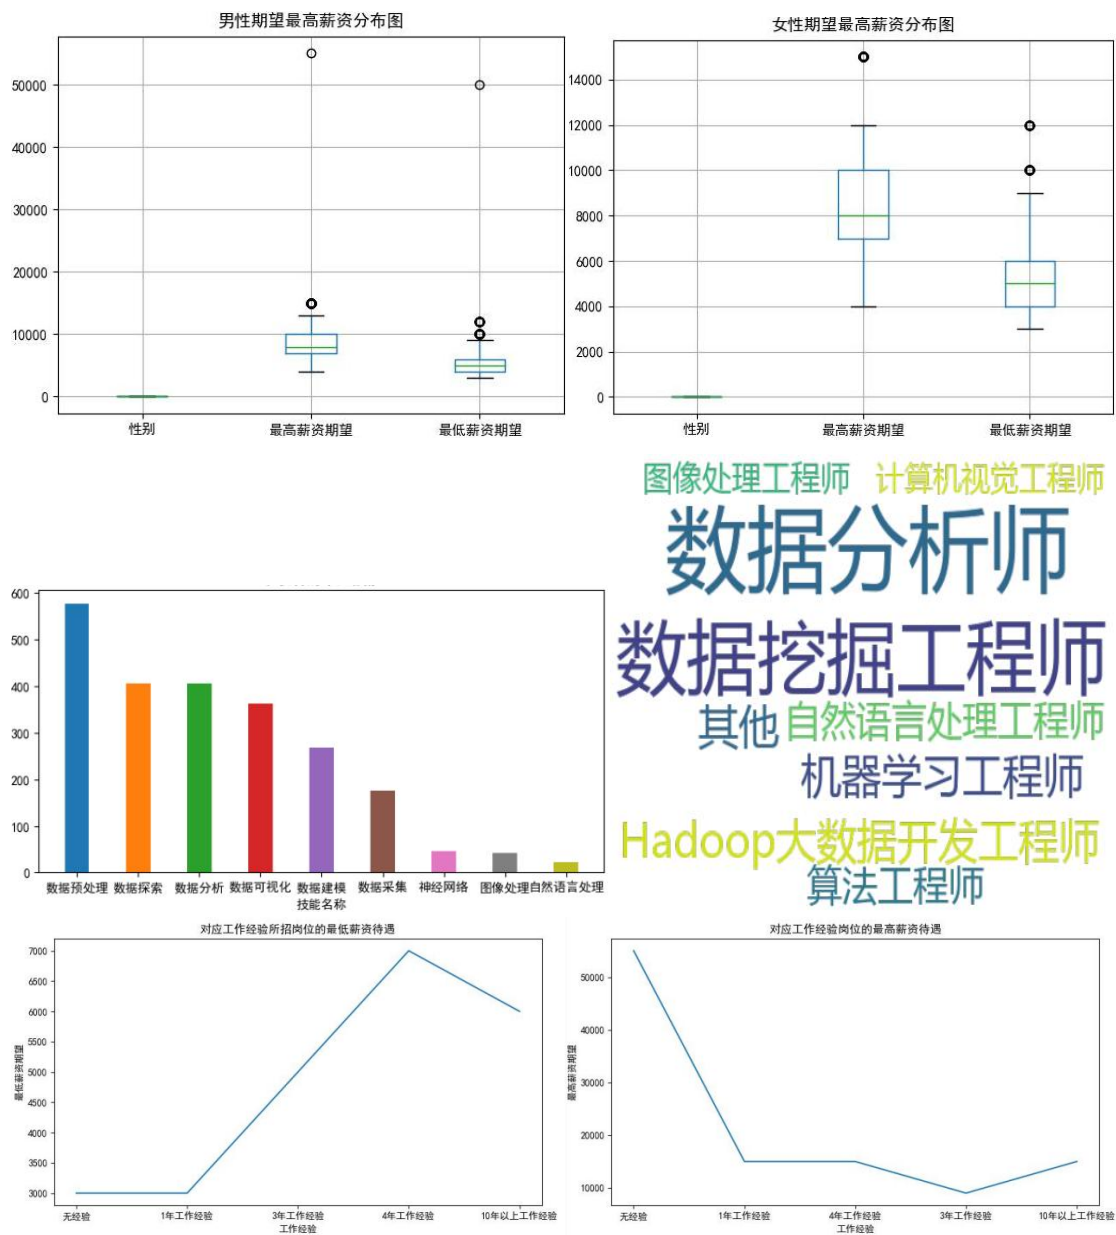 男性期望最高薪资分布图
50000
40000
30000
20000
10000
0
性别 最高薪资期望 最低薪资期望
女性期望最高薪资分布图
14000
12000
10000
8000
6000
4000
2000
0
性别 最高薪资期望 最低薪资期望
600
500
400
300
200
100
0
数据预处理 数据探索 数据分析 数据可视化 数据建模 数据采集 神经网络 图像处理 自然语言处理
技能名称
图像处理工程师 计算机视觉工程师
数据分析师
数据挖掘工程师
其他 自然语言处理工程师
机器学习工程师
Hadoop大数据开发工程师
算法工程师
对应工作经验所招岗位的最低薪资待遇
最低薪资期望
7000
6500
6000
5500
5000
4500
4000
3500
3000
无经验 1年工作经验 3年工作经验 4年工作经验 10年以上工作经验
工作经验
对应工作经验岗位的最高薪资待遇
最高薪资期望
50000
40000
30000
20000
10000
无经验 1年工作经验 4年工作经验 3年工作经验 10年以上工作经验
工作经验